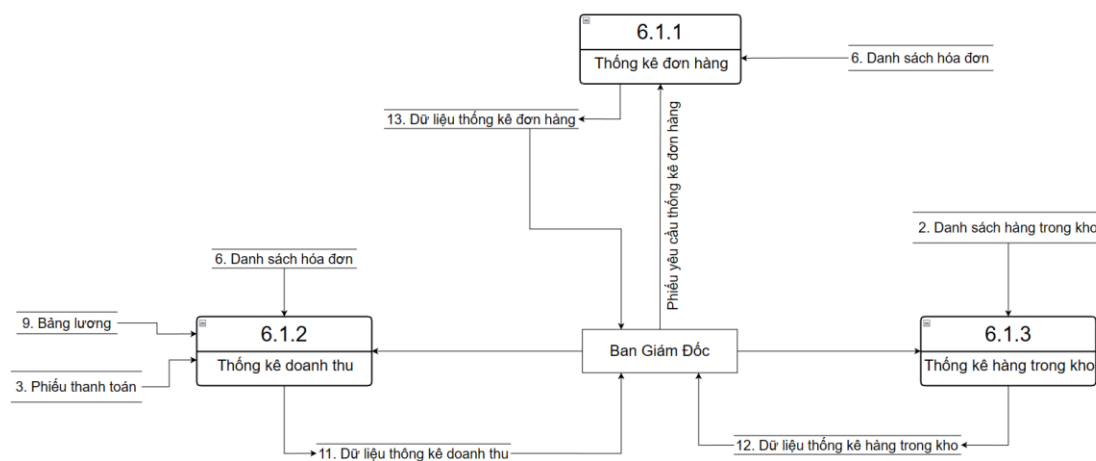 6.1.1
Thống kê đơn hàng
6. Danh sách hóa đơn
13. Dữ liệu thống kê đơn hàng
Phiếu yêu cầu thống kê đơn hàng
2. Danh sách hàng trong kho
6. Danh sách hóa đơn
9. Bảng lương
6.1.2
Thống kê doanh thu
3. Phiếu thanh toán
Ban Giám Đốc
6.1.3
Thống kê hàng trong kho
11. Dữ liệu thông kê doanh thu
12. Dữ liệu thống kê hàng trong kho